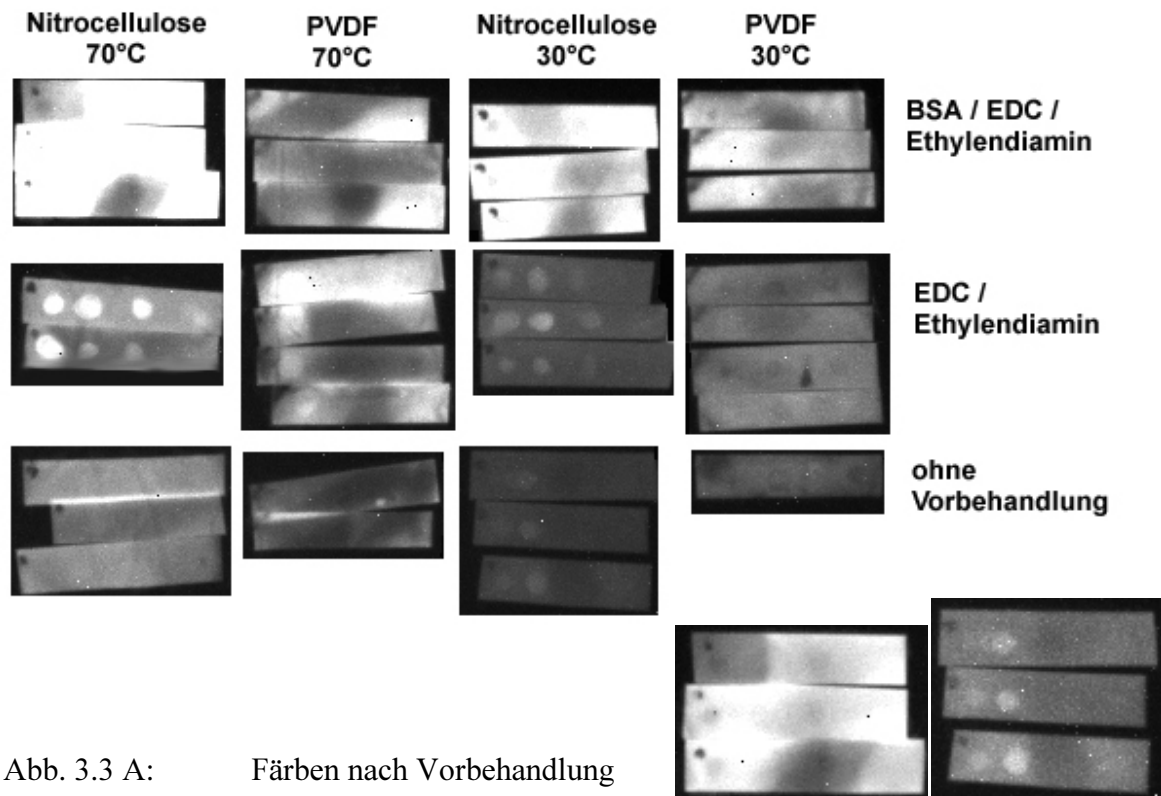 Nitrocellulose
70°C
PVDF
70°C
Nitrocellulose
30°C
PVDF
30°C
BSA / EDC /
Ethylendiamin
EDC /
Ethylendiamin
ohne
Vorbehandlung
Abb. 3.3 A: Färben nach Vorbehandlung